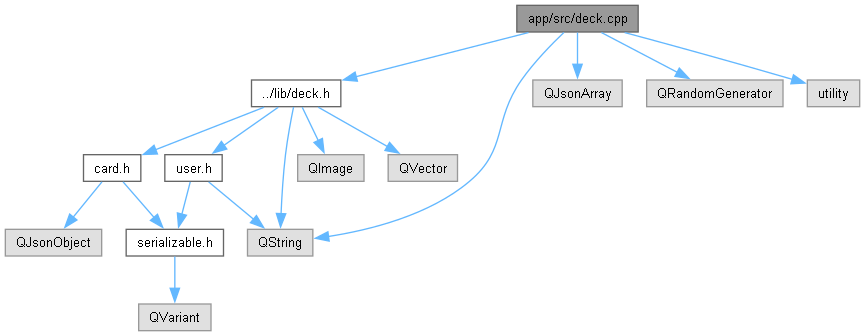 app/src/deck.cpp
../lib/deck.h
QJsonArray
QRandomGenerator
utility
card.h
user.h
QImage
QVector
QJsonObject
serializable.h
QString
QVariant